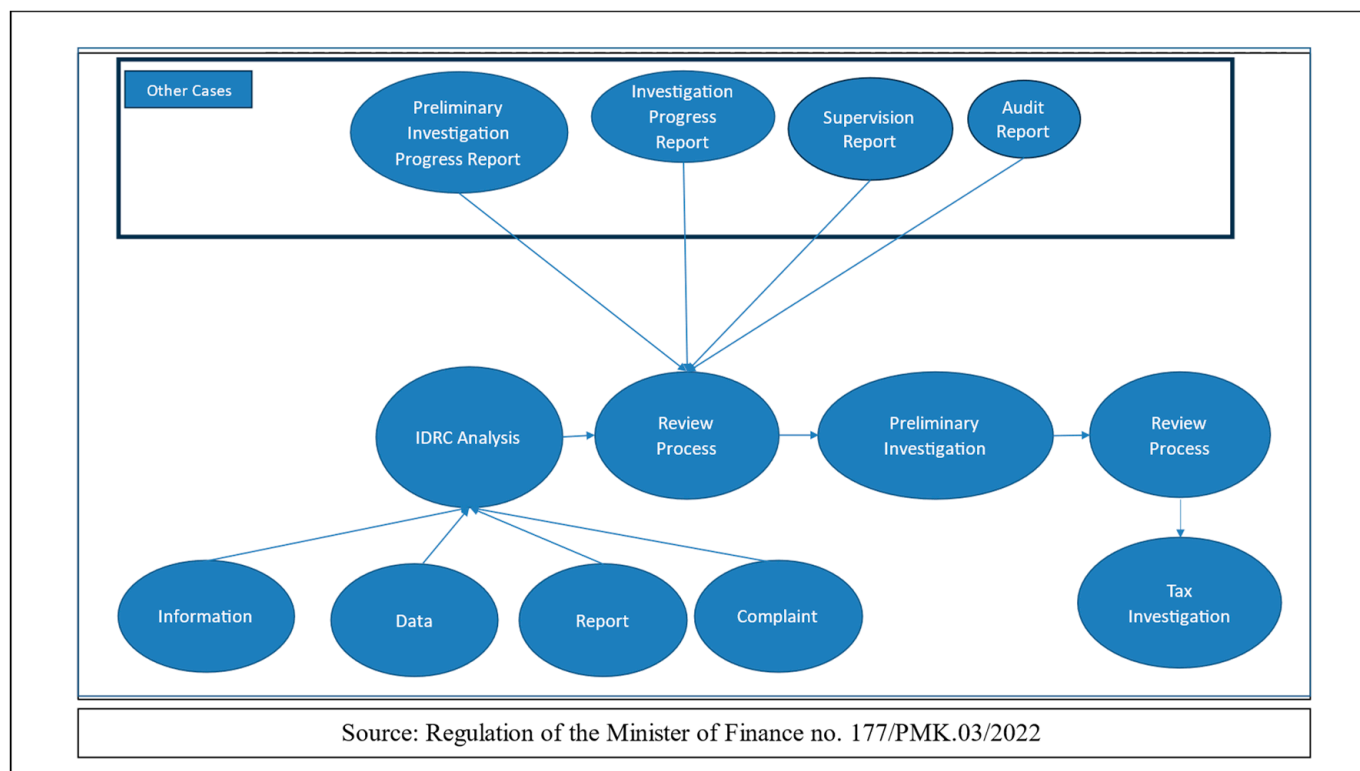 Other Cases
Preliminary
Investigation
Progress Report
Investigation
Progress
Report
Supervision
Report
Audit
Report
IDRC Analysis
Review
Process
Preliminary
Investigation
Review
Process
Information
Data
Report
Complaint
Tax
Investigation
Source: Regulation of the Minister of Finance no. 177/PMK.03/2022